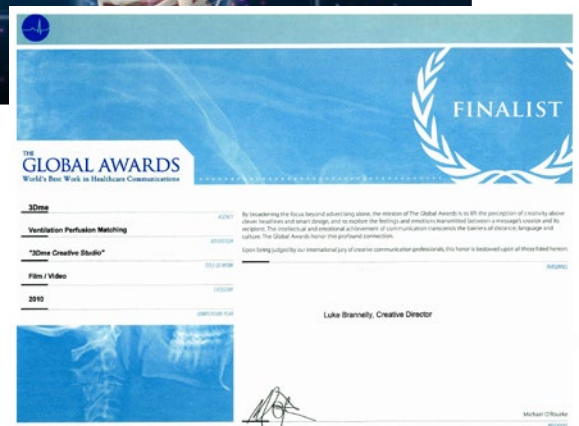 FINALIST
THE
GLOBAL AWARDS
World's Best Work in Healthcare Communications
3Dme
AGENCY
Ventilation Perfusion Matching
ADVERTISER
"3Dme Creative Studio"
TITLE OF WORK
Film / Video
CATEGORY
2010
COMPETITION YEAR
By broadening the focus beyond advertising alone, the mission of The Global Awards is to lift the perception of creativity above
clever headlines and smart design, and to explore the feelings and emotions transmitted between a message's creator and its
recipient. The intellectual and emotional achievement of communication transcends the barriers of distance, language and
culture. The Global Awards honor this profound connection.
Upon being judged by our international jury of creative communication professionals, this honor is bestowed upon all those listed hereon.
Luke Brannelly, Creative Director
Michael O'Rourke
PRESIDENT